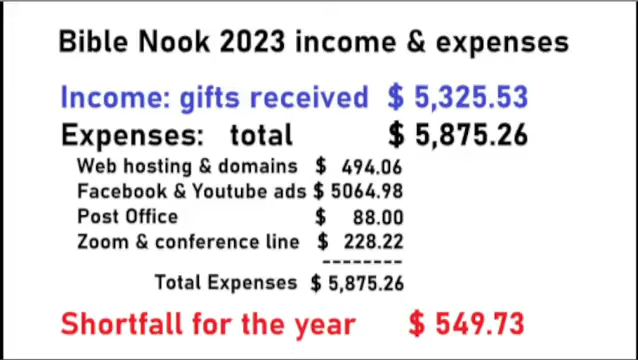 Bible Nook 2023 income & expenses
Income: gifts received $ 5,325.53
Expenses: total $ 5,875.26
Web hosting & domains $ 494.06
Facebook & Youtube ads $ 5064.98
Post Office $ 88.00
Zoom & conference line $ 228.22
--------
Total Expenses $ 5,875.26
Shortfall for the year $ 549.73